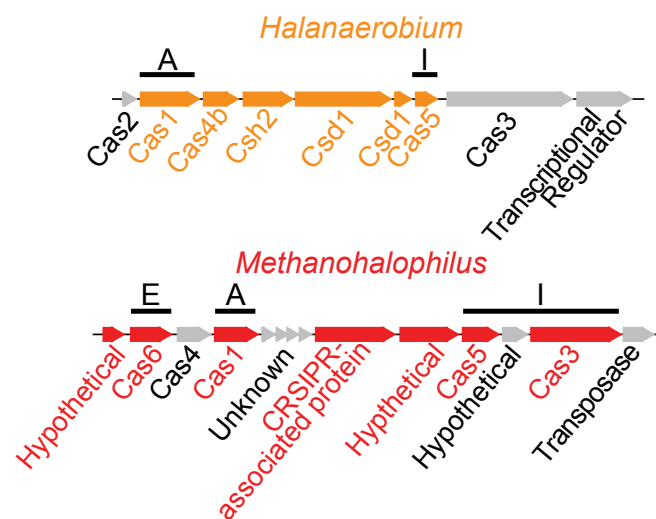 Halanaerobium
A
I
Cas2
Cas1
Cas4b
Csh2
Csd1
Csd1
Cas5
Cas3
Transcriptional
Regulator
Methanohalophilus
E
A
I
Hypothetical
Cas6
Cas4
Cas1
Unknown
CRSIPR-
associated protein
Hypthetical
Cas5
Hypothetical
Cas3
Transposase